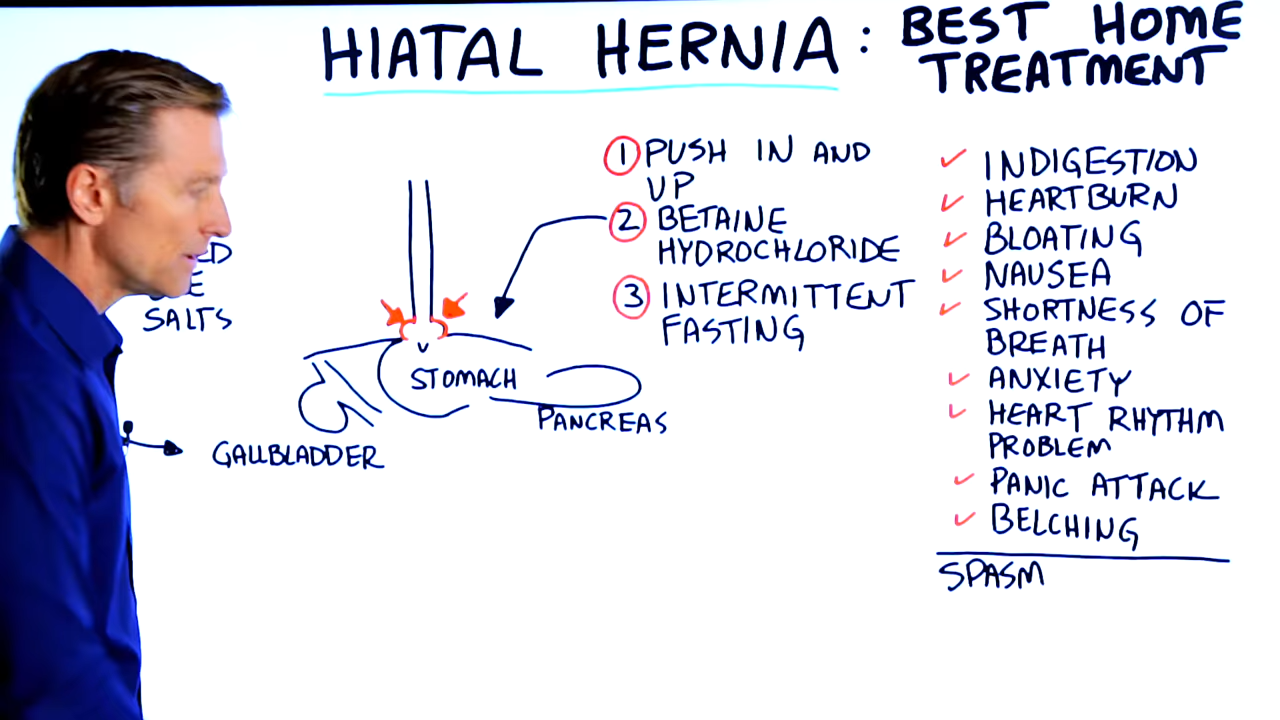 HIATAL HERNIA: BEST HOME
TREATMENT
1 PUSH IN AND
UP
2 BETAINE
HYDROCHLORIDE
3 INTERMITTENT
FASTING
✓ INDIGESTION
✓ HEARTBURN
✓ BLOATING
✓ NAUSEA
✓ SHORTNESS OF
BREATH
✓ ANXIETY
✓ HEART RHYTHM
PROBLEM
✓ PANIC ATTACK
✓ BELCHING
SPASM
SALTS
STOMACH
PANCREAS
GALLBLADDER